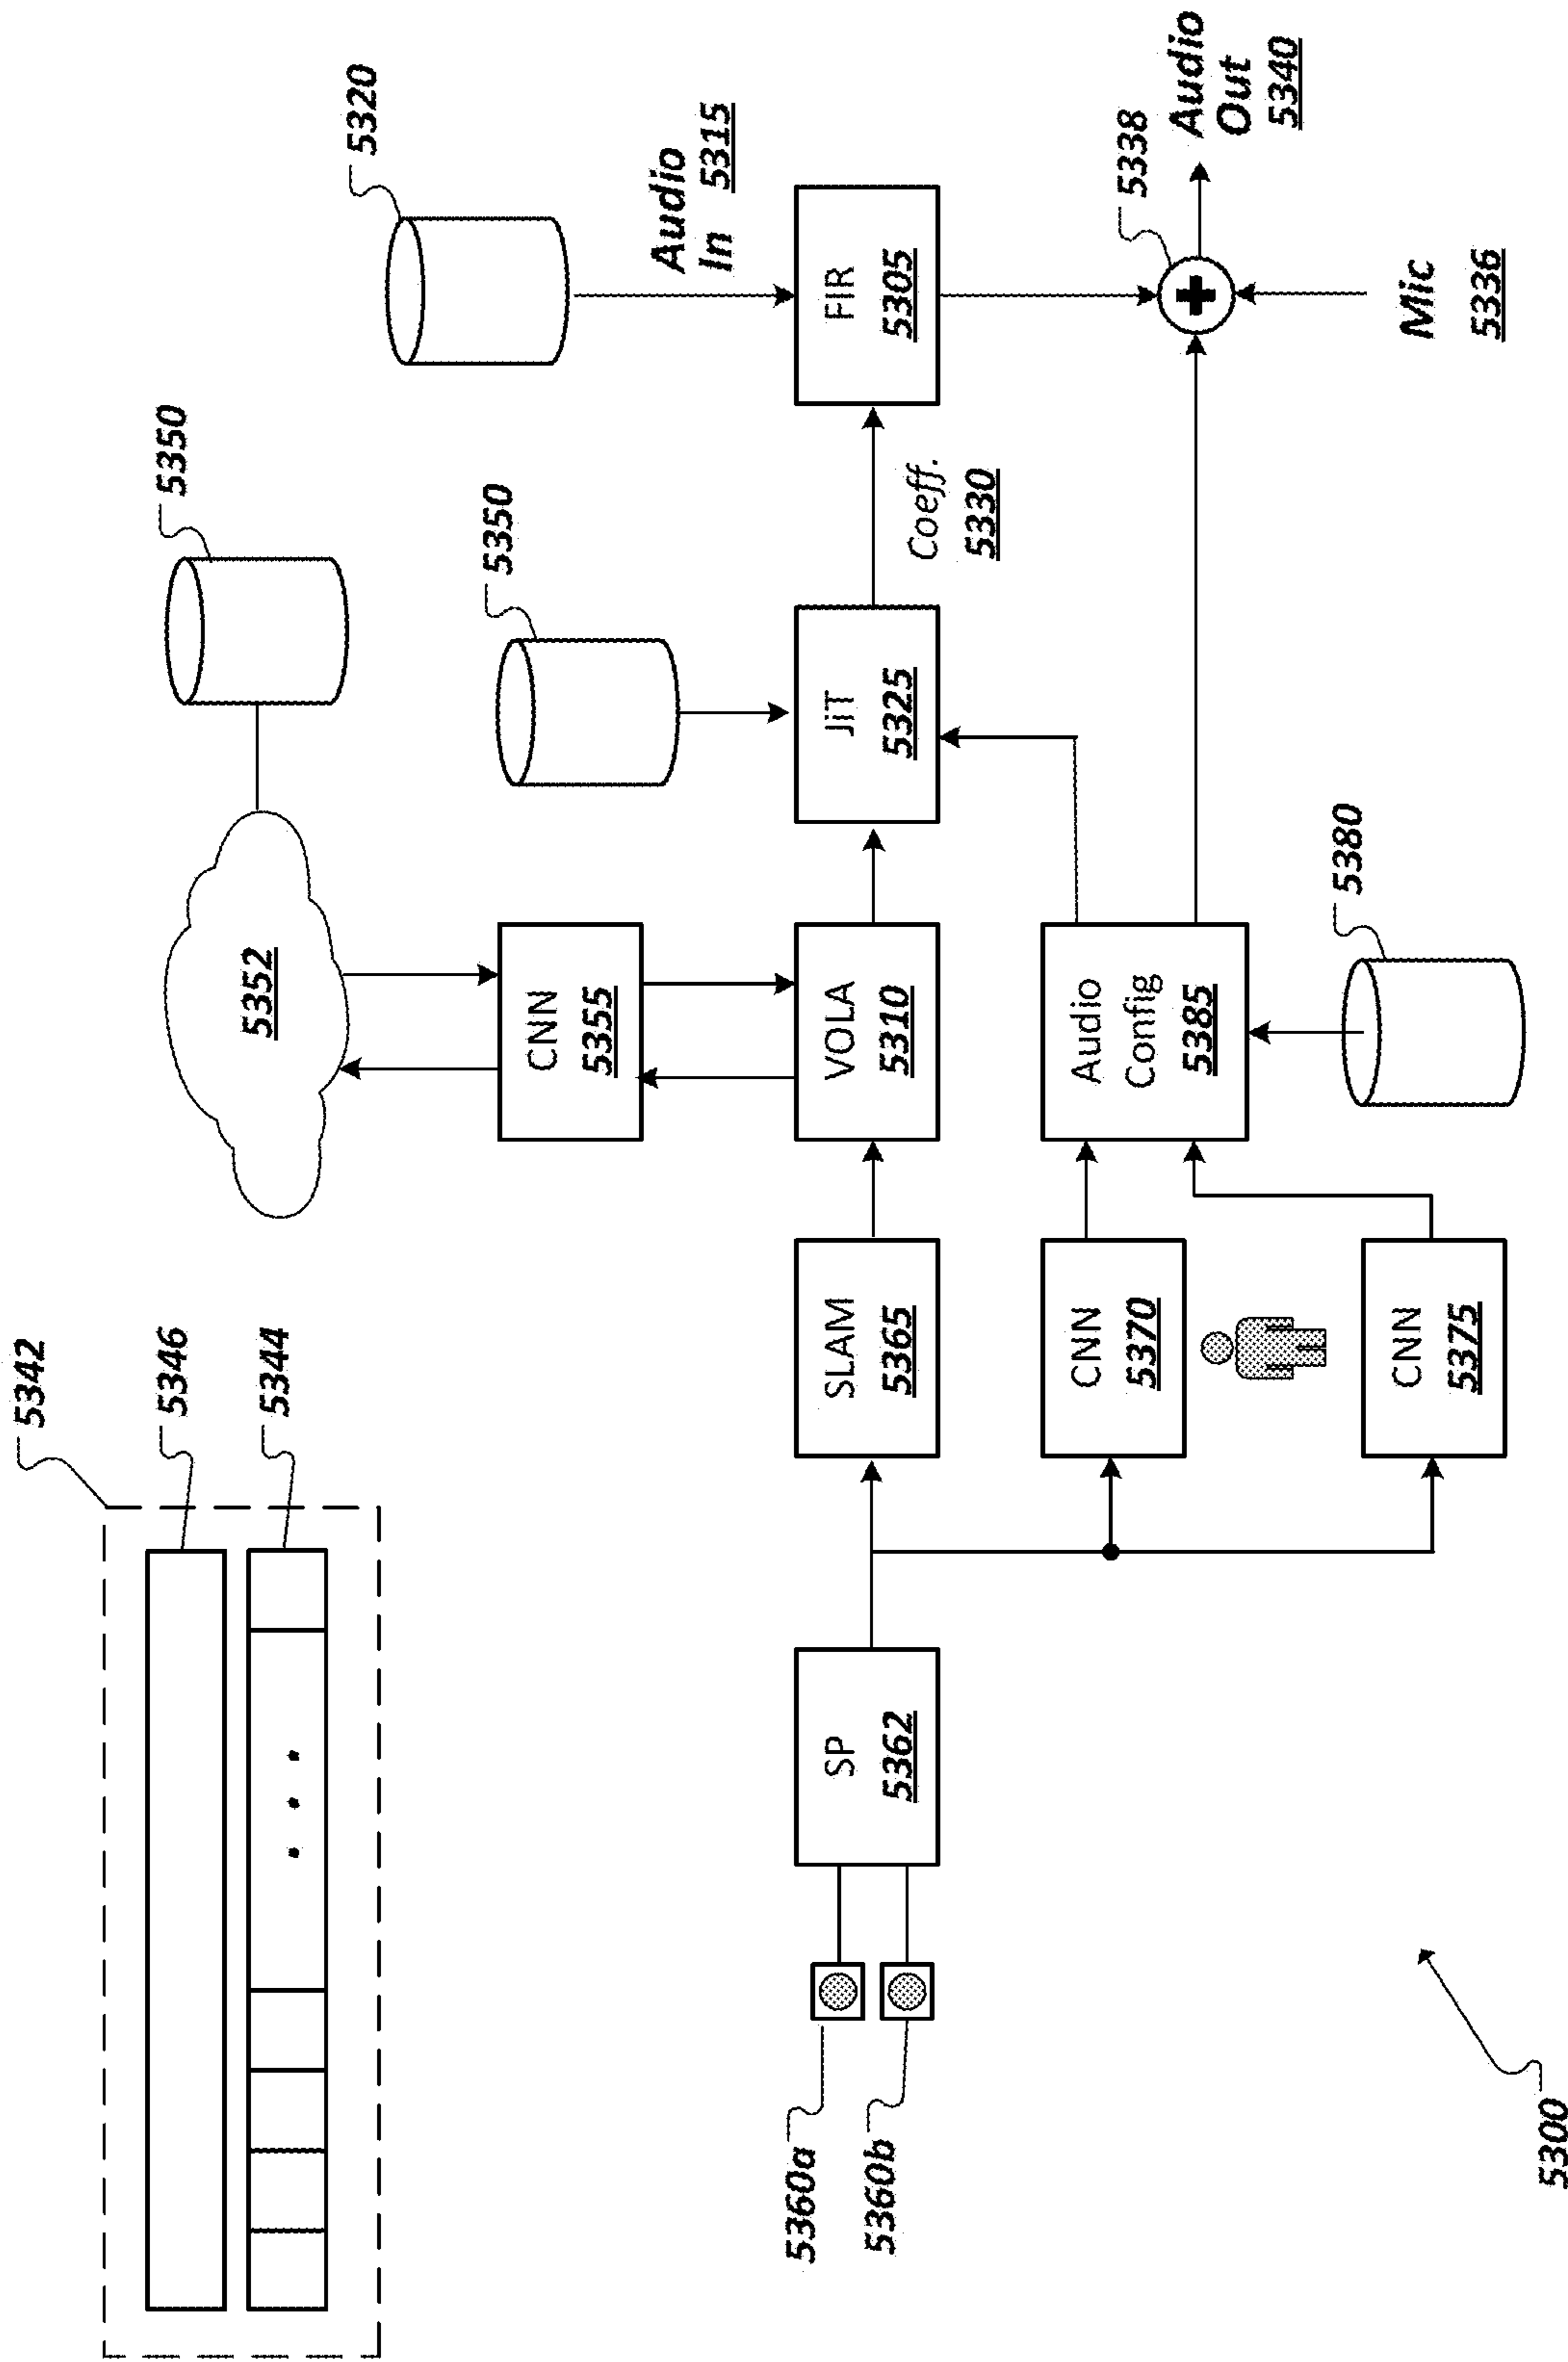 5342
5346
5344
5352
5350
5350
5320
CNN
5355
Audio
In 5315
SP
5362
SLAM
5365
VOLA
5310
JiT
5325
Coeff.
5330
FIR
5305
5360a
5360b
CNN
5370
Audio
Config
5385
5338
Audio
Out
5340
CNN
5375
5380
Mic
5336
5300